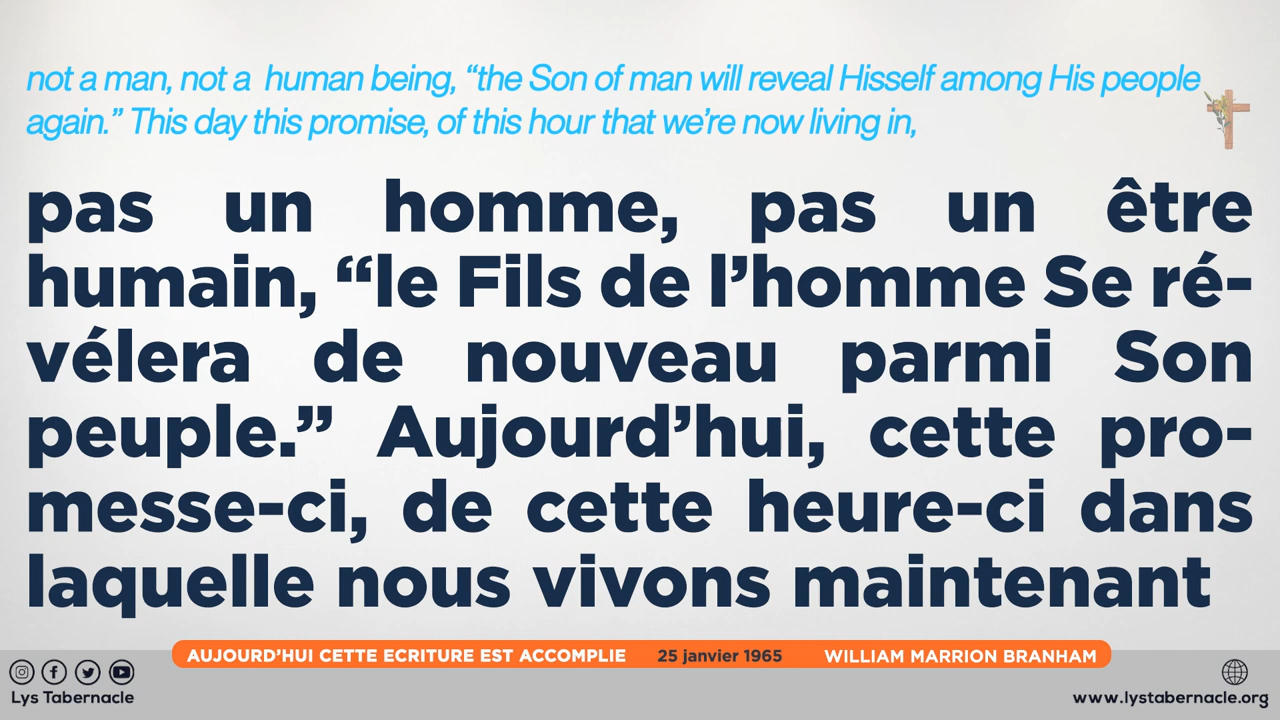 not a man, not a  human being, “the Son of man will reveal Hisself among His people
again.” This day this promise, of this hour that we’re now living in,
pas un homme, pas un être
humain, “le Fils de l’homme Se ré-
vélera de nouveau parmi Son
peuple.” Aujourd’hui, cette pro-
messe-ci, de cette heure-ci dans
laquelle nous vivons maintenant
AUJOURD’HUI CETTE ECRITURE EST ACCOMPLIE 25 janvier 1965 WILLIAM MARRION BRANHAM
Lys Tabernacle
www.lystabernacle.org